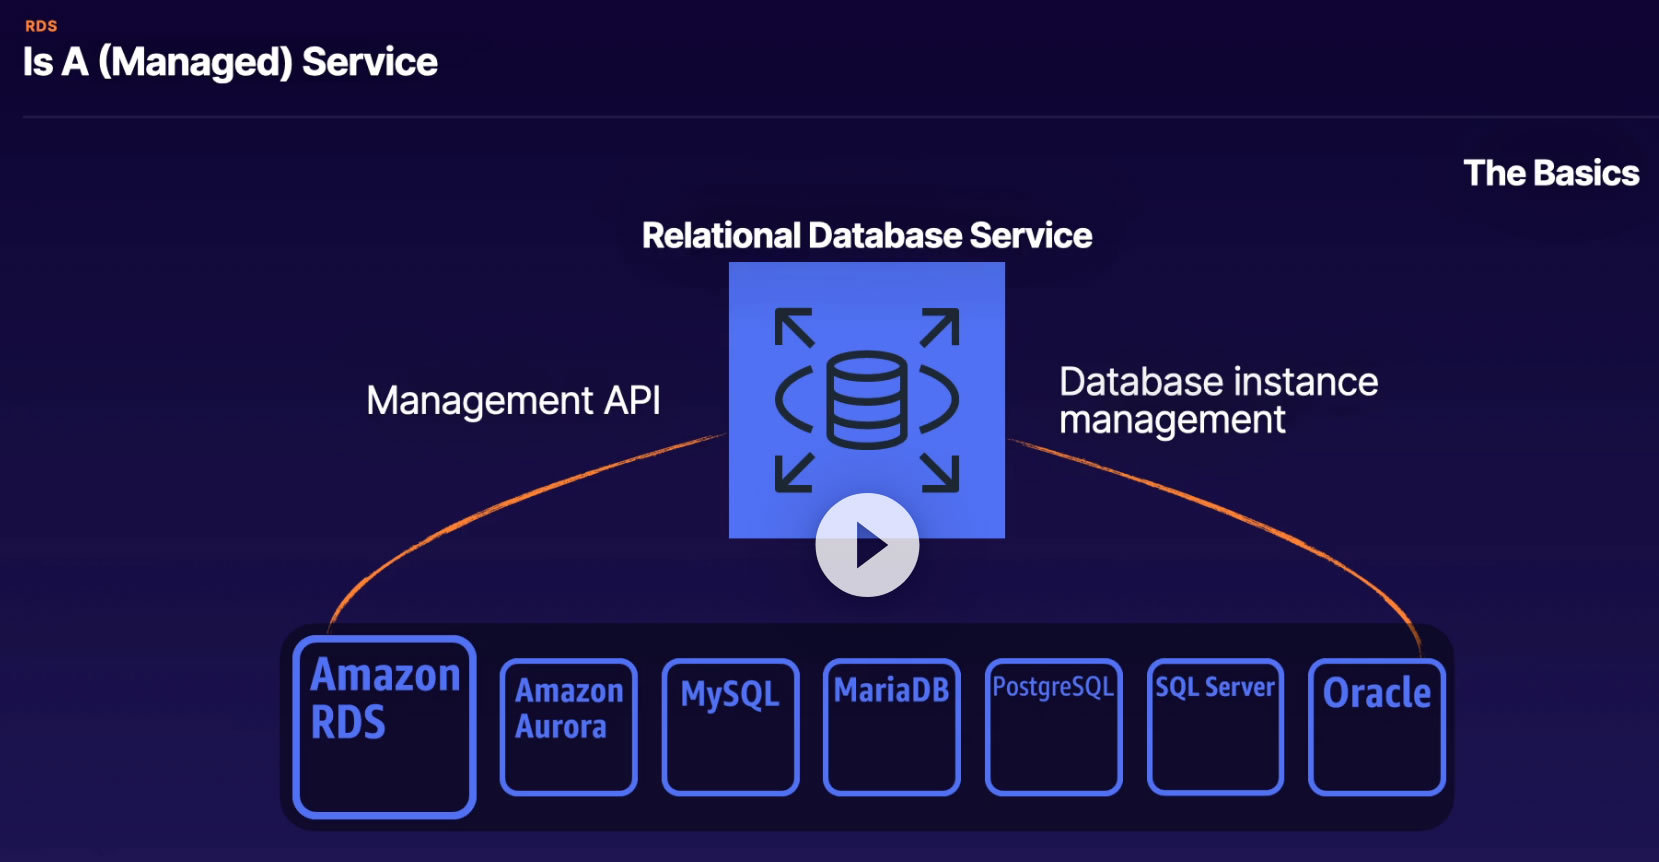 RDS
Is A (Managed) Service
The Basics
Relational Database Service
Management API
Database instance
management
Amazon
RDS
Amazon
Aurora
MySQL
MariaDB
PostgreSQL
SQL Server
Oracle